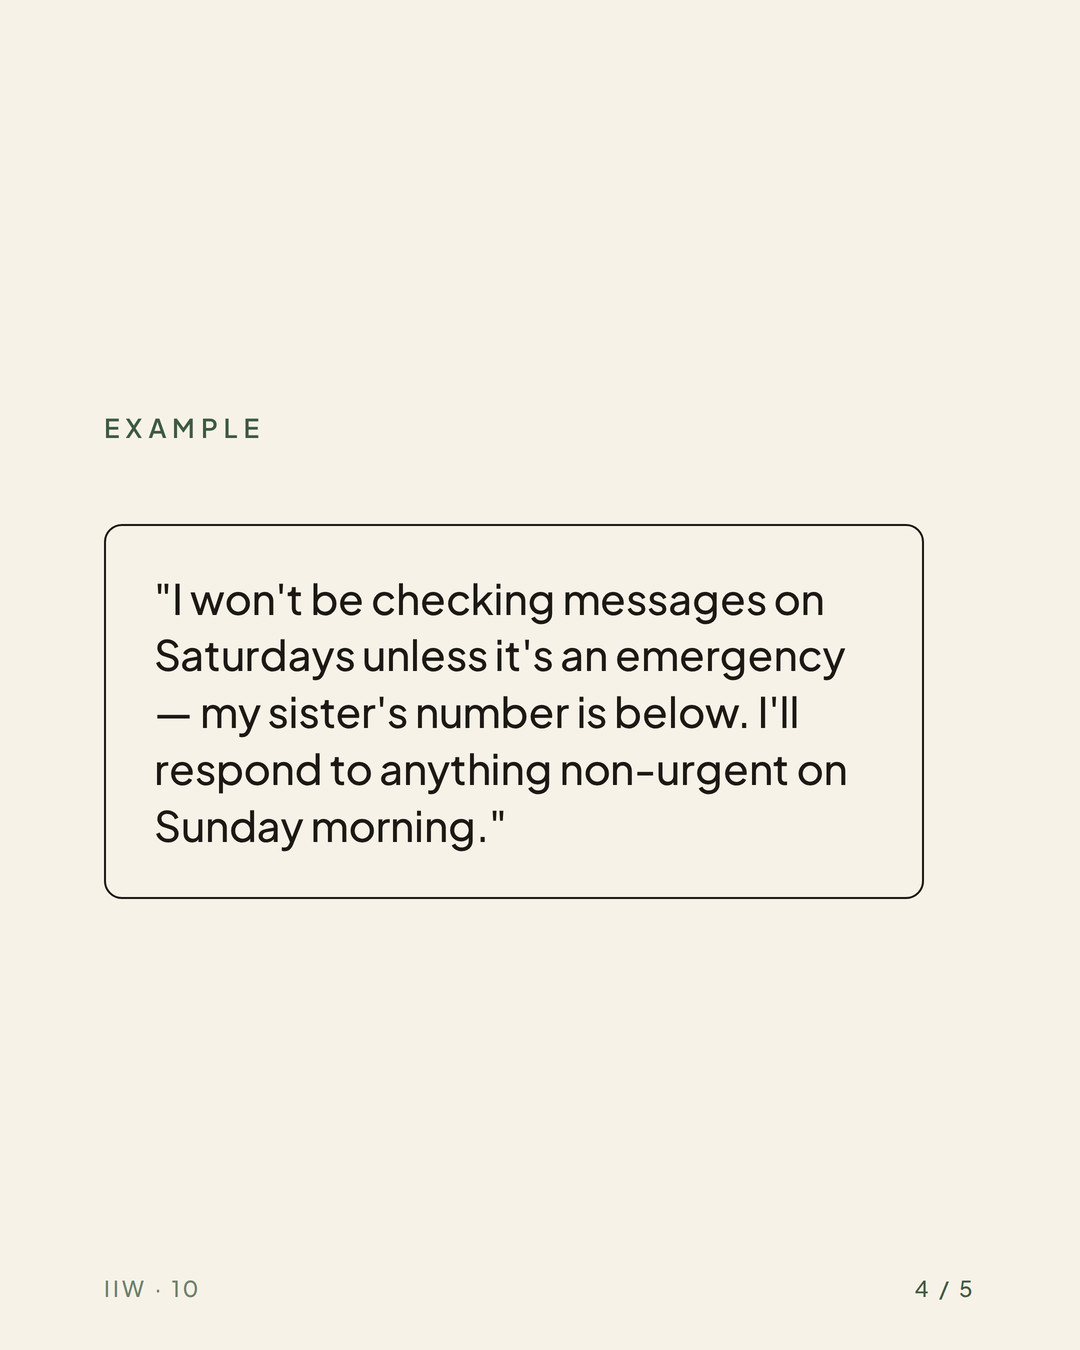 EXAMPLE
"I won't be checking messages on
Saturdays unless it's an emergency
— my sister's number is below. I'll
respond to anything non-urgent on
Sunday morning."
IIW · 10
4 / 5